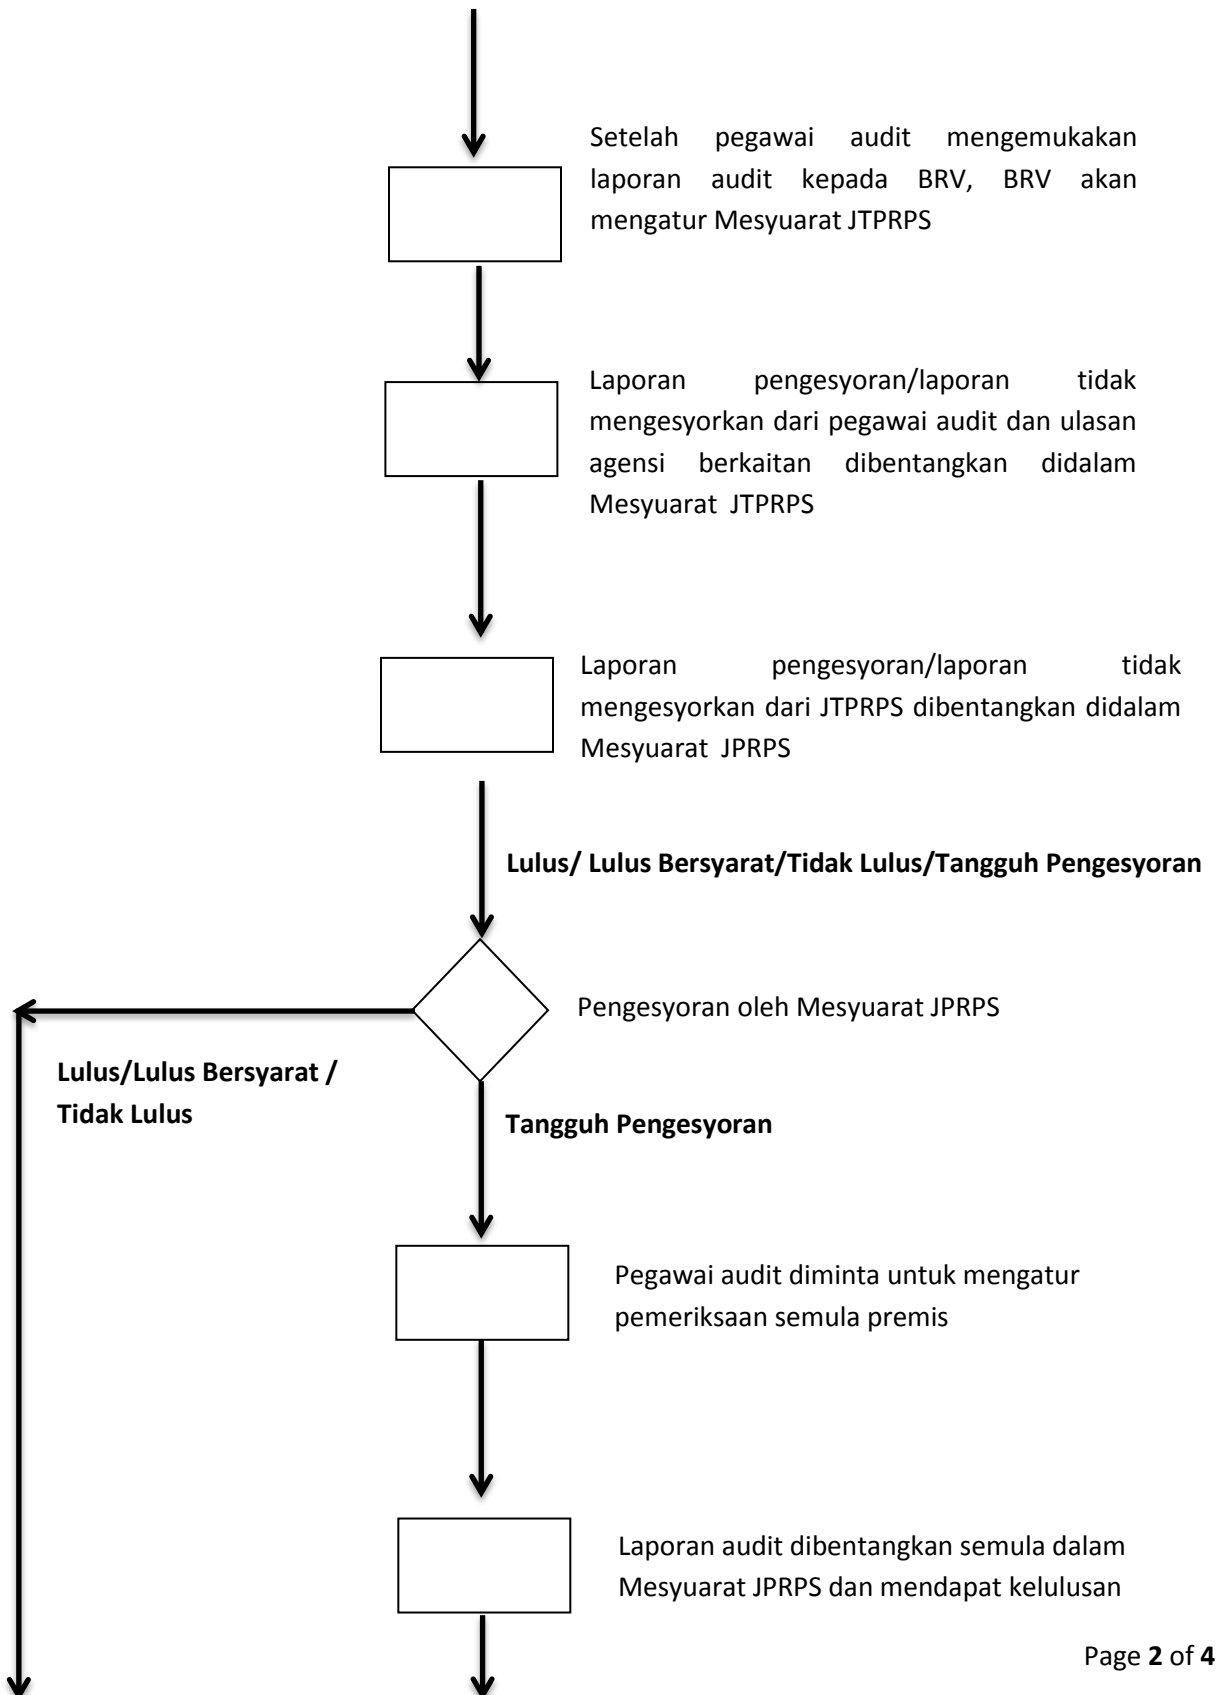 Setelah pegawai audit mengemukakan
laporan audit kepada BRV, BRV akan
mengatur Mesyuarat JTPRPS
Laporan pengesyoran/laporan tidak
mengesyorkan dari pegawai audit dan ulasan
agensi berkaitan dibentangkan didalam
Mesyuarat JTPRPS
Laporan pengesyoran/laporan tidak
mengesyorkan dari JTPRPS dibentangkan didalam
Mesyuarat JPRPS
Lulus/ Lulus Bersyarat/Tidak Lulus/Tangguh Pengesyoran
Pengesyoran oleh Mesyuarat JPRPS
Lulus/Lulus Bersyarat /
Tidak Lulus
Tangguh Pengesyoran
Pegawai audit diminta untuk mengatur
pemeriksaan semula premis
Laporan audit dibentangkan semula dalam
Mesyuarat JPRPS dan mendapat kelulusan
Page 2 of 4